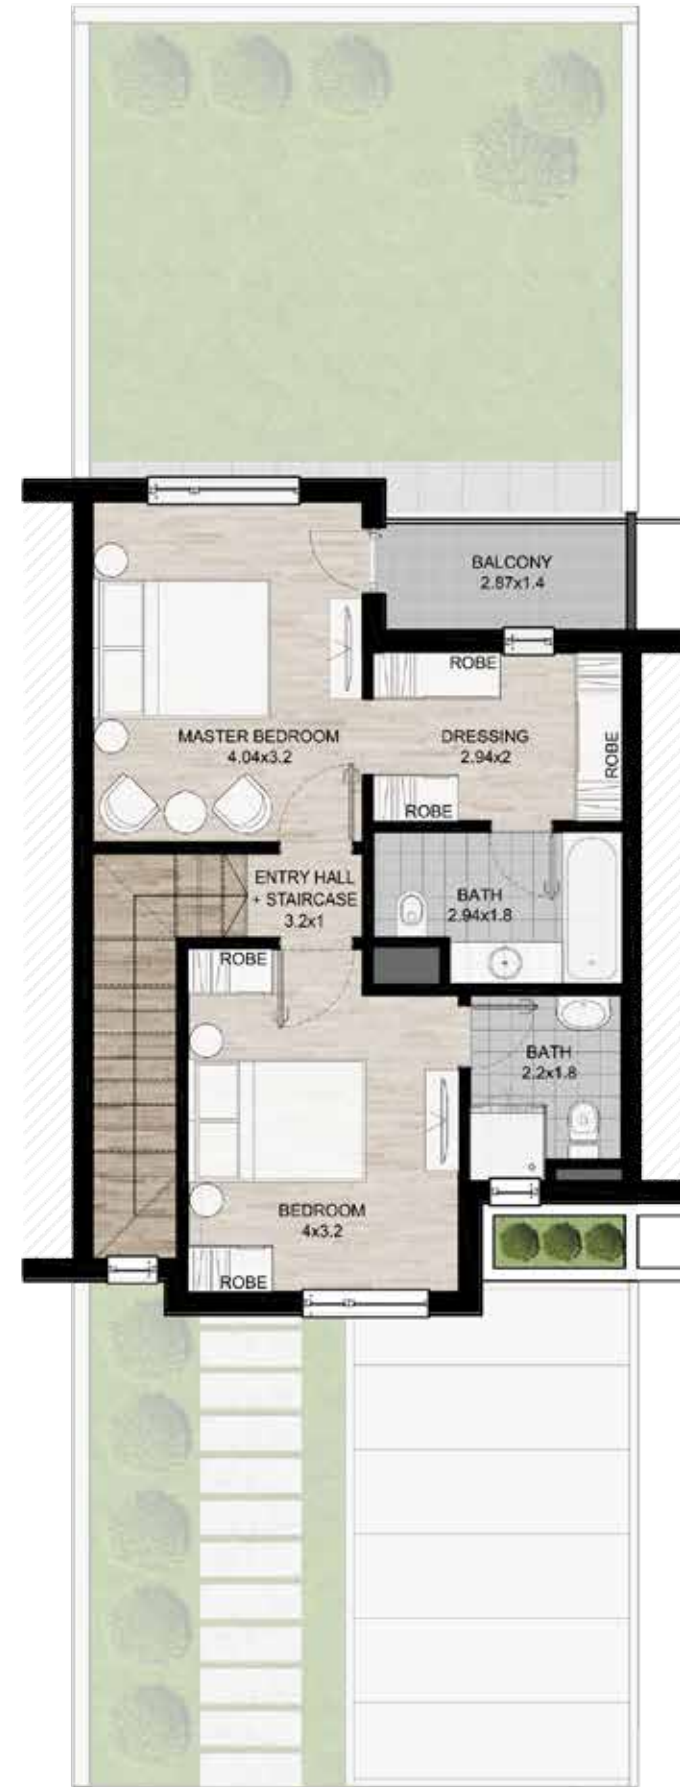 BALCONY
2.87x1.4
ROBE
MASTER BEDROOM
4.04x3.2
DRESSING
2.94x2
ROBE
ROBE
ENTRY HALL
+ STAIRCASE
3.2x1
BATH
2.94x1.8
ROBE
BATH
2.2x1.8
BEDROOM
4x3.2
ROBE